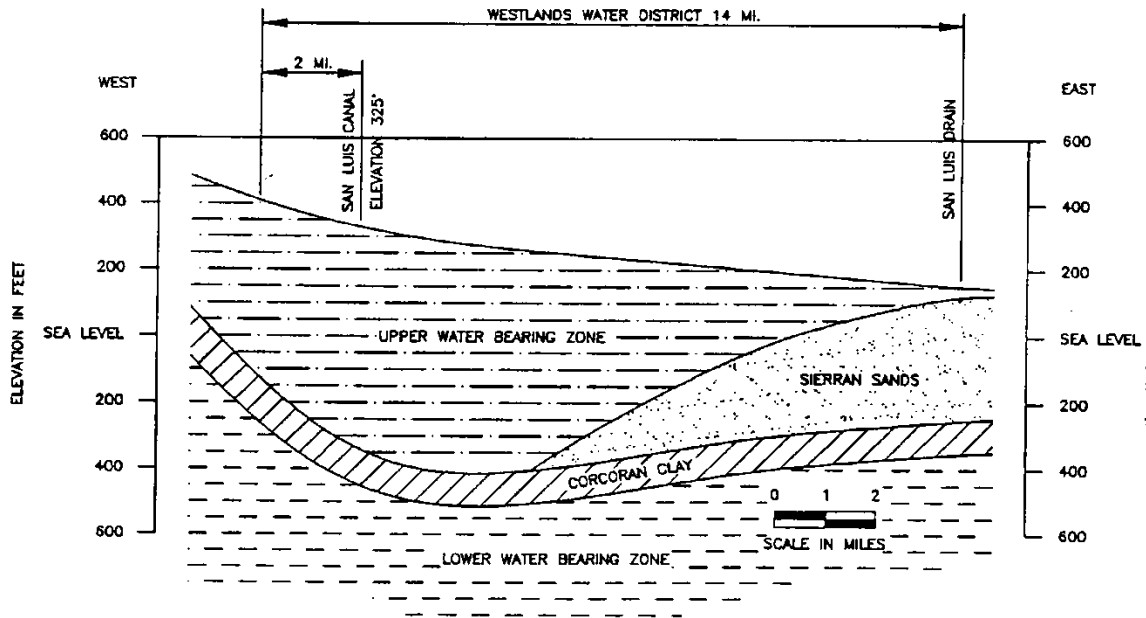 WESTLANDS WATER DISTRICT 14 MI.
2 MI.
WEST
EAST
SAN LUIS CANAL
ELEVATION 325'
SAN LUIS DRAIN
600
600
400
400
200
200
SEA LEVEL
UPPER WATER BEARING ZONE
SEA LEVEL
ELEVATION IN FEET
SIERRAN SANDS
200
200
400
CORCORAN CLAY
400
0 1 2
600
600
SCALE IN MILES
LOWER WATER BEARING ZONE